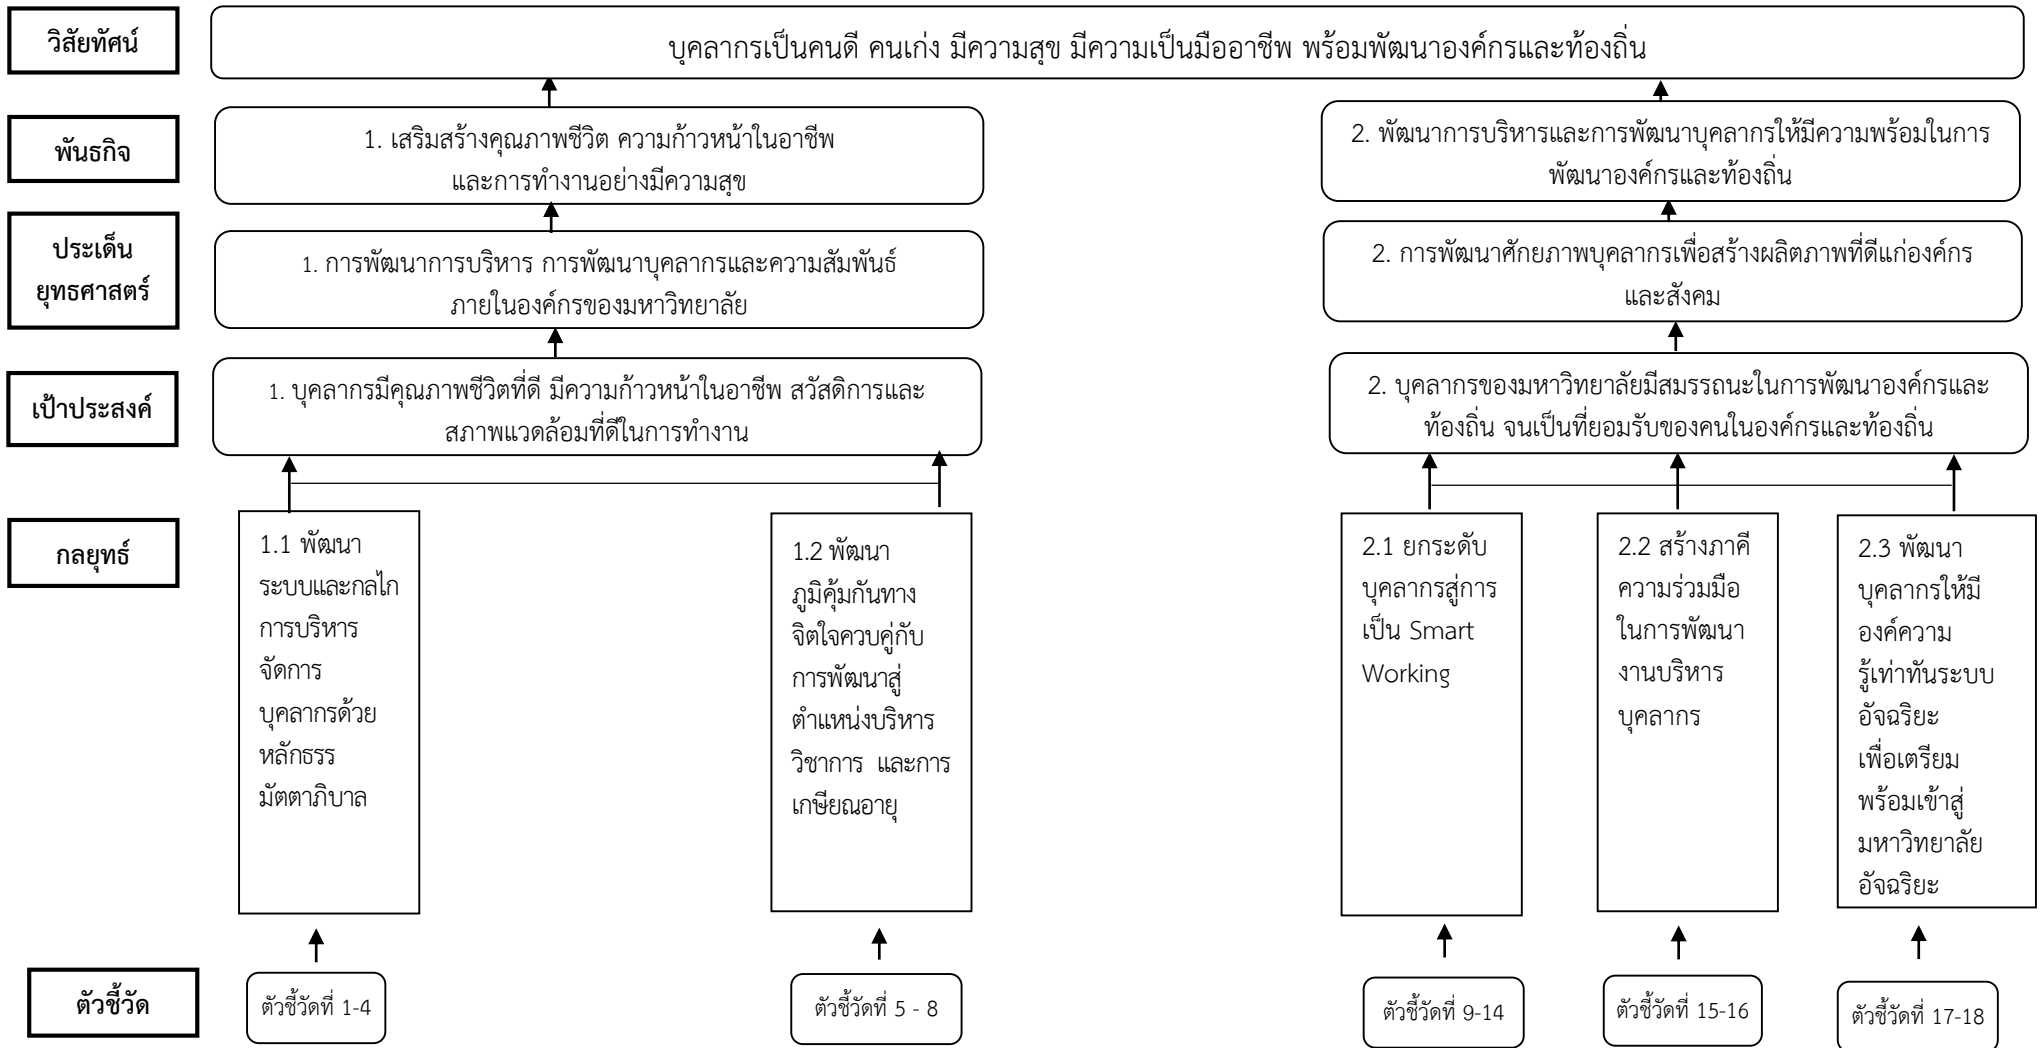 วิสัยทัศน์
บุคลากรเป็นคนดี คนเก่ง มีความสุข มีความเป็นมืออาชีพ พร้อมพัฒนาองค์กรและท้องถิ่น
พันธกิจ
1. เสริมสร้างคุณภาพชีวิต ความก้าวหน้าในอาชีพ
และการทำงานอย่างมีความสุข
2. พัฒนาการบริหารและการพัฒนาบุคลากรให้มีความพร้อมในการ
พัฒนาองค์กรและท้องถิ่น
ประเด็น
ยุทธศาสตร์
1. การพัฒนาการบริหาร การพัฒนาบุคลากรและความสัมพันธ์
ภายในองค์กรของมหาวิทยาลัย
2. การพัฒนาศักยภาพบุคลากรเพื่อสร้างผลิตภาพที่ดีแก่องค์กร
และสังคม
เป้าประสงค์
1. บุคลากรมีคุณภาพชีวิตที่ดี มีความก้าวหน้าในอาชีพ สวัสดิการและ
สภาพแวดล้อมที่ดีในการทำงาน
2. บุคลากรของมหาวิทยาลัยมีสมรรถนะในการพัฒนาองค์กรและ
ท้องถิ่น จนเป็นที่ยอมรับของคนในองค์กรและท้องถิ่น
กลยุทธ์
1.1 พัฒนา
ระบบและกลไก
การบริหาร
จัดการ
บุคลากรด้วย
หลักธรร
มัตตาภิบาล
1.2 พัฒนา
ภูมิคุ้มกันทาง
จิตใจควบคู่กับ
การพัฒนาสู่
ตำแหน่งบริหาร
วิชาการ และการ
เกษียณอายุ
2.1 ยกระดับ
บุคลากรสู่การ
เป็น Smart
Working
2.2 สร้างภาคี
ความร่วมมือ
ในการพัฒนา
งานบริหาร
บุคลากร
2.3 พัฒนา
บุคลากรให้มี
องค์ความ
รู้เท่าทันระบบ
อัจฉริยะ
เพื่อเตรียม
พร้อมเข้าสู่
มหาวิทยาลัย
อัจฉริยะ
ตัวชี้วัด
ตัวชี้วัดที่ 1-4
ตัวชี้วัดที่ 5 - 8
ตัวชี้วัดที่ 9-14
ตัวชี้วัดที่ 15-16
ตัวชี้วัดที่ 17-18